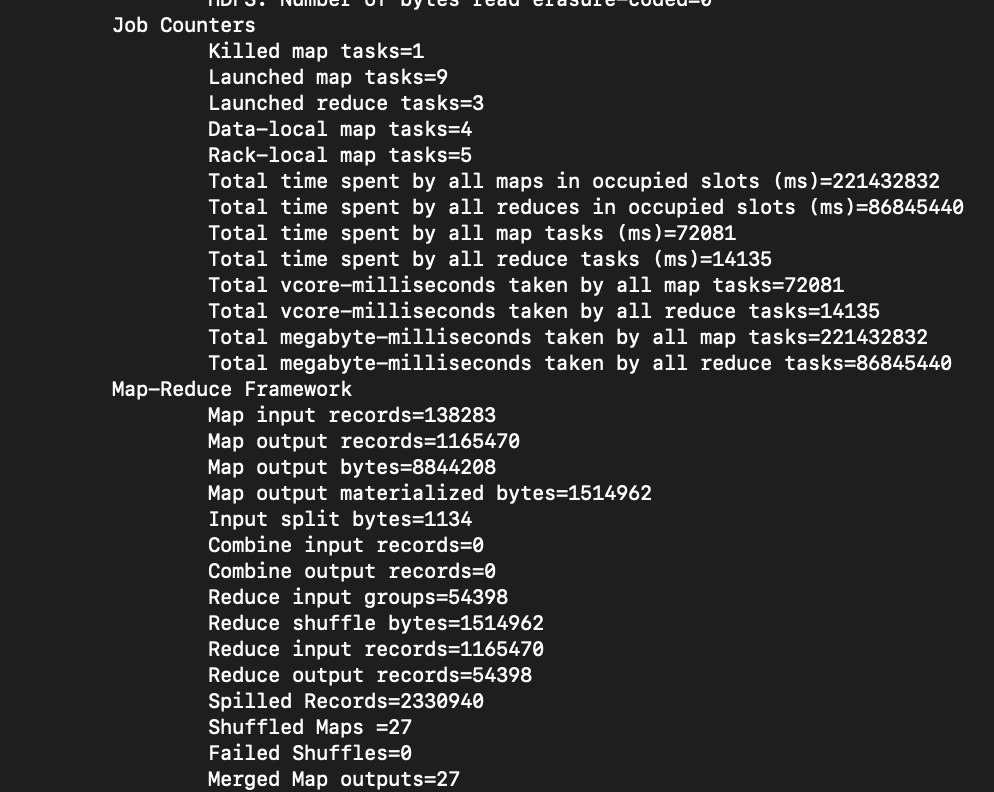 HDFS: Number of bytes read erasure-coded=0
Job Counters
Killed map tasks=1
Launched map tasks=9
Launched reduce tasks=3
Data-local map tasks=4
Rack-local map tasks=5
Total time spent by all maps in occupied slots (ms)=221432832
Total time spent by all reduces in occupied slots (ms)=86845440
Total time spent by all map tasks (ms)=72081
Total time spent by all reduce tasks (ms)=14135
Total vcore-milliseconds taken by all map tasks=72081
Total vcore-milliseconds taken by all reduce tasks=14135
Total megabyte-milliseconds taken by all map tasks=221432832
Total megabyte-milliseconds taken by all reduce tasks=86845440
Map-Reduce Framework
Map input records=138283
Map output records=1165470
Map output bytes=8844208
Map output materialized bytes=1514962
Input split bytes=1134
Combine input records=0
Combine output records=0
Reduce input groups=54398
Reduce shuffle bytes=1514962
Reduce input records=1165470
Reduce output records=54398
Spilled Records=2330940
Shuffled Maps =27
Failed Shuffles=0
Merged Map outputs=27